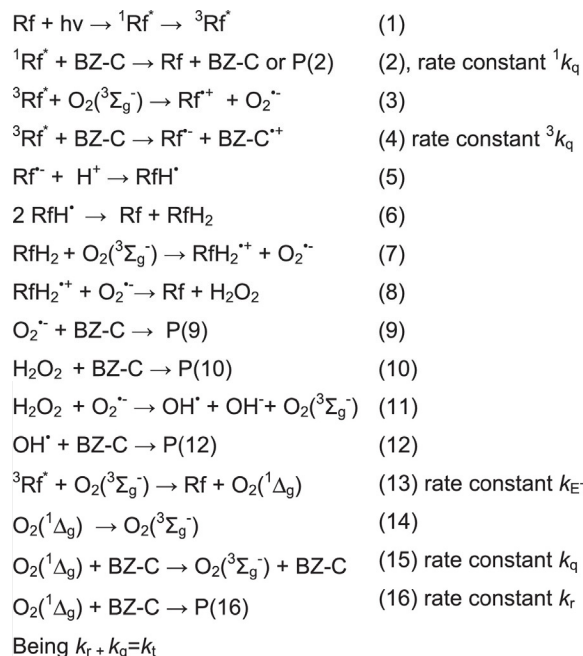 Rf + hν → ¹Rf* → ³Rf* (1)
¹Rf* + BZ-C → Rf + BZ-C or P(2) (2), rate constant ¹kq
³Rf*+ O₂(³Σg⁻) → Rf•⁺ + O₂•⁻ (3)
³Rf* + BZ-C → Rf•⁻ + BZ-C•⁺ (4) rate constant ³kq
Rf•⁻ + H⁺ → RfH• (5)
2 RfH• → Rf + RfH₂ (6)
RfH₂ + O₂(³Σg⁻) → RfH₂•⁺ + O₂•⁻ (7)
RfH₂•⁺ + O₂•⁻→ Rf + H₂O₂ (8)
O₂•⁻ + BZ-C → P(9) (9)
H₂O₂ + BZ-C → P(10) (10)
H₂O₂ + O₂•⁻ → OH• + OH⁻+ O₂(³Σg⁻) (11)
OH• + BZ-C → P(12) (12)
³Rf* + O₂(³Σg⁻) → Rf + O₂(¹Δg) (13) rate constant kE
O₂(¹Δg) → O₂(³Σg⁻) (14)
O₂(¹Δg) + BZ-C → O₂(³Σg⁻) + BZ-C (15) rate constant kq
O₂(¹Δg) + BZ-C → P(16) (16) rate constant kr
Being kr + kq=kt